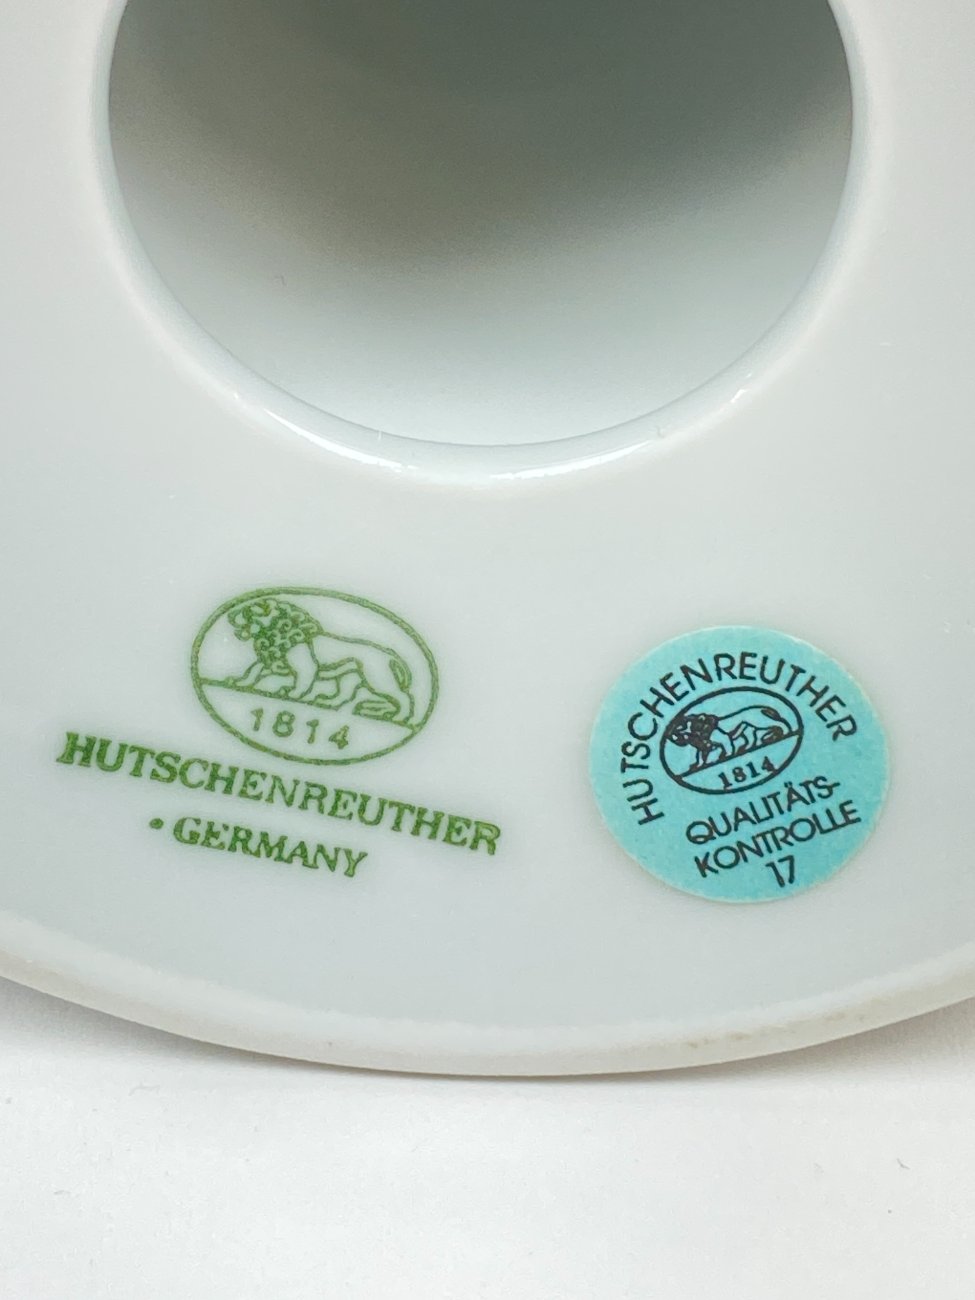 1814
HUTSCHENREUTHER
• GERMANY
HUTSCHENREUTHER
1814
QUALITÄTS-
KONTROLLE
17